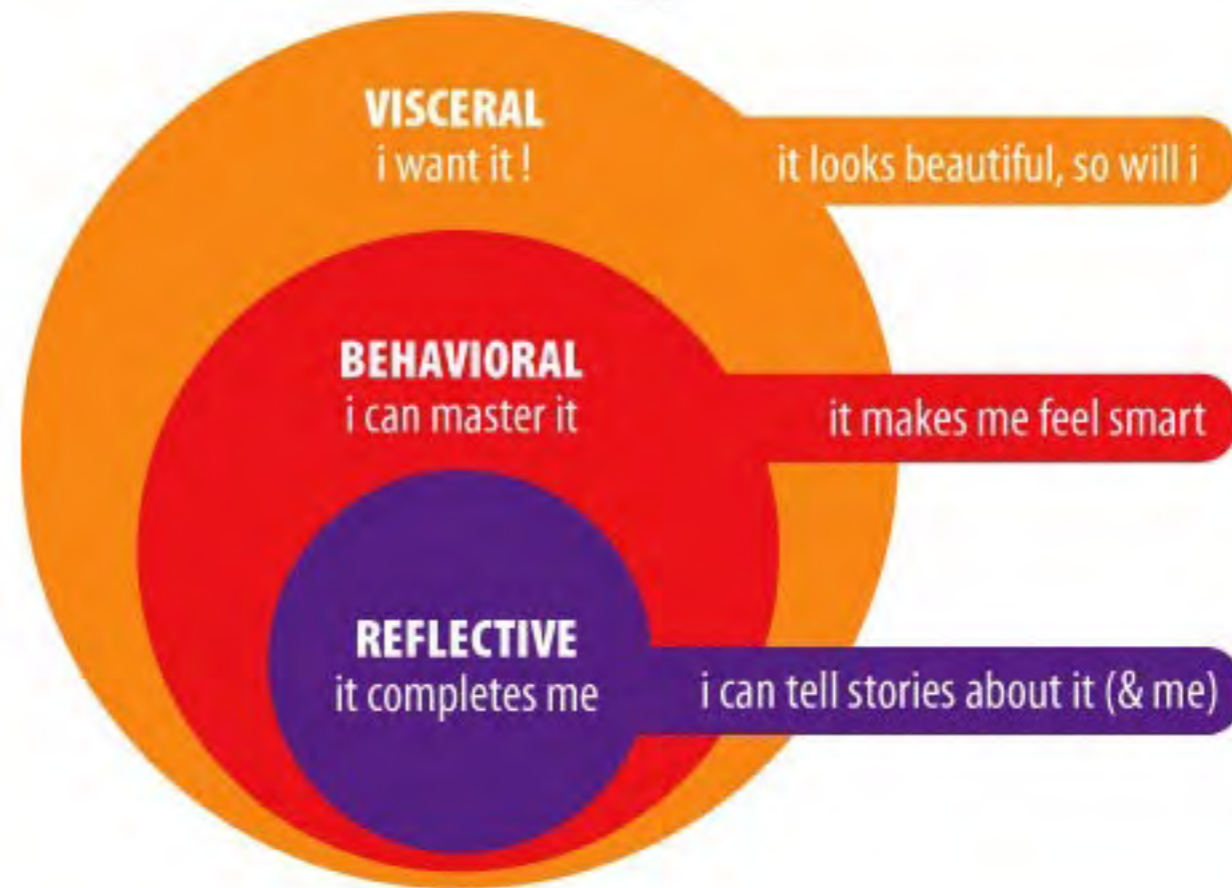 VISCERAL
i want it !
it looks beautiful, so will i
BEHAVIORAL
i can master it
it makes me feel smart
REFLECTIVE
it completes me
i can tell stories about it (& me)